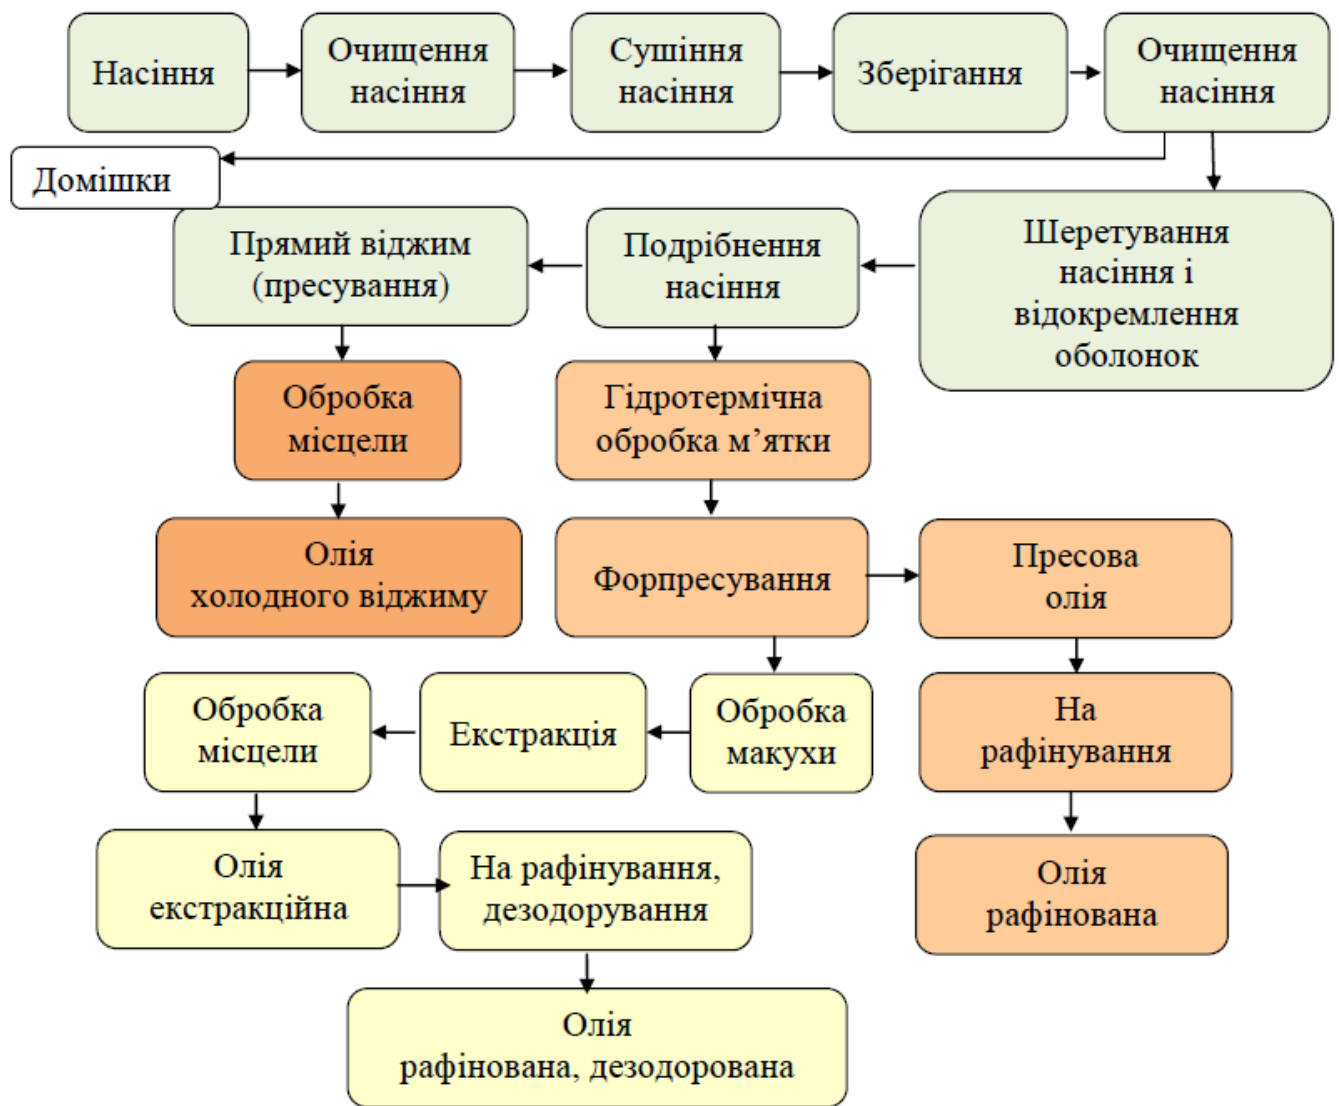 Насіння
Очищення
насіння
Сушіння
насіння
Зберігання
Очищення
насіння
Домішки
Прямий віджим
(пресування)
Подрібнення
насіння
Шеретування
насіння і
відокремлення
оболонок
Обробка
місцели
Гідротермічна
обробка м’ятки
Олія
холодного віджиму
Форпресування
Пресова
олія
Обробка
місцели
Екстракція
Обробка
макухи
На
рафінування
Олія
екстракційна
На рафінування,
дезодорування
Олія
рафінована
Олія
рафінована, дезодорована